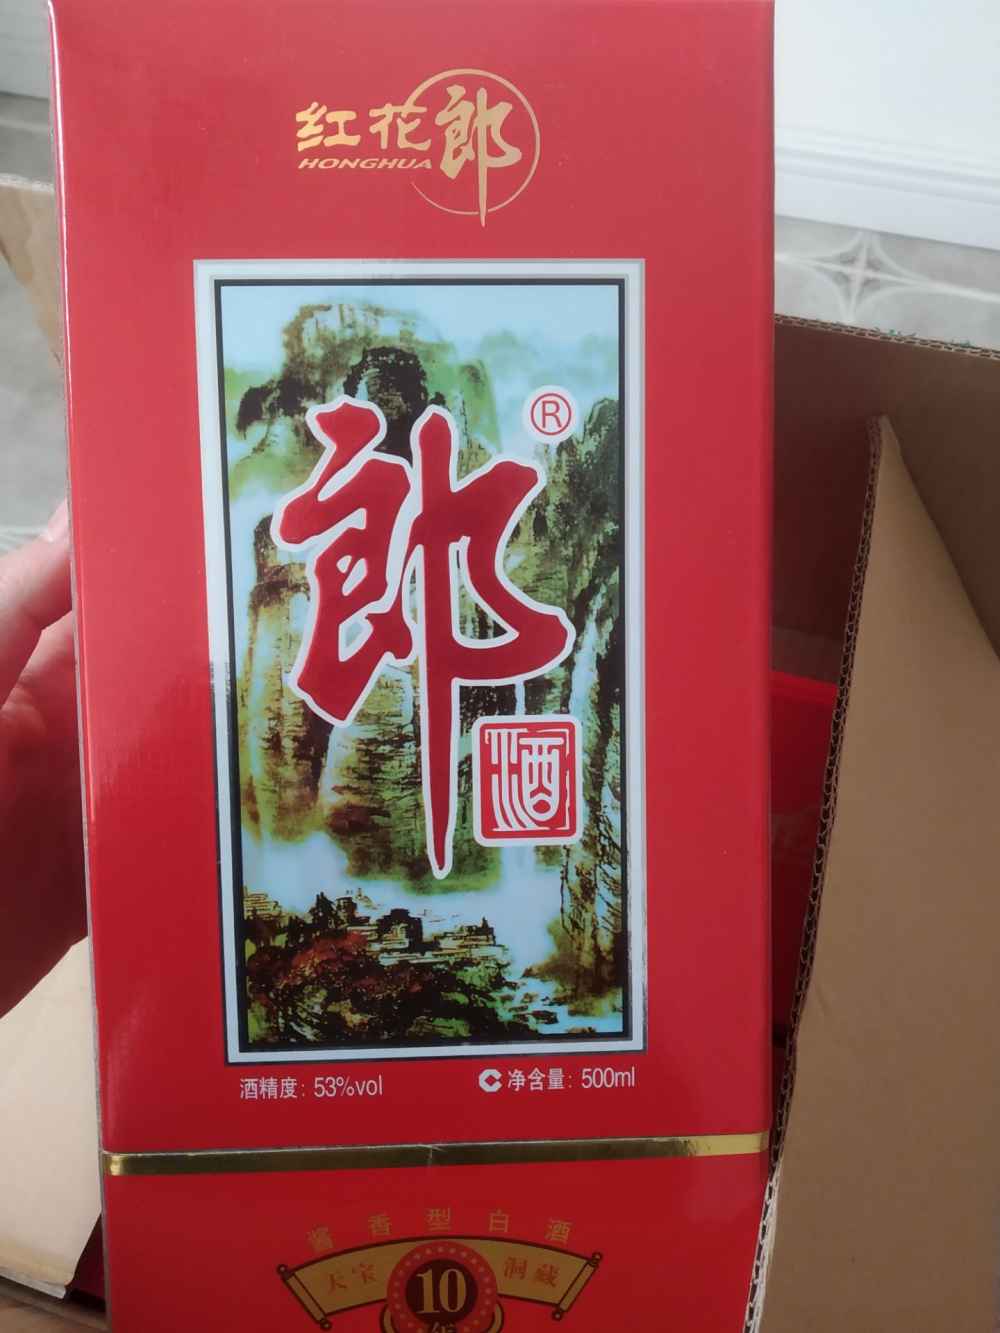 红花郎
HONGHUA
郎®
酒
酒精度: 53%vol
净含量: 500ml
酱香型白酒
天宝洞藏
10
年